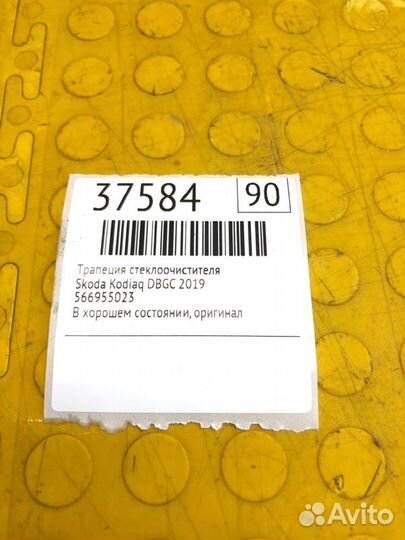 37584 90
Трапеция стеклоочистителя
Skoda Kodiaq DBGC 2019
566955023
В хорошем состоянии, оригинал
Avito